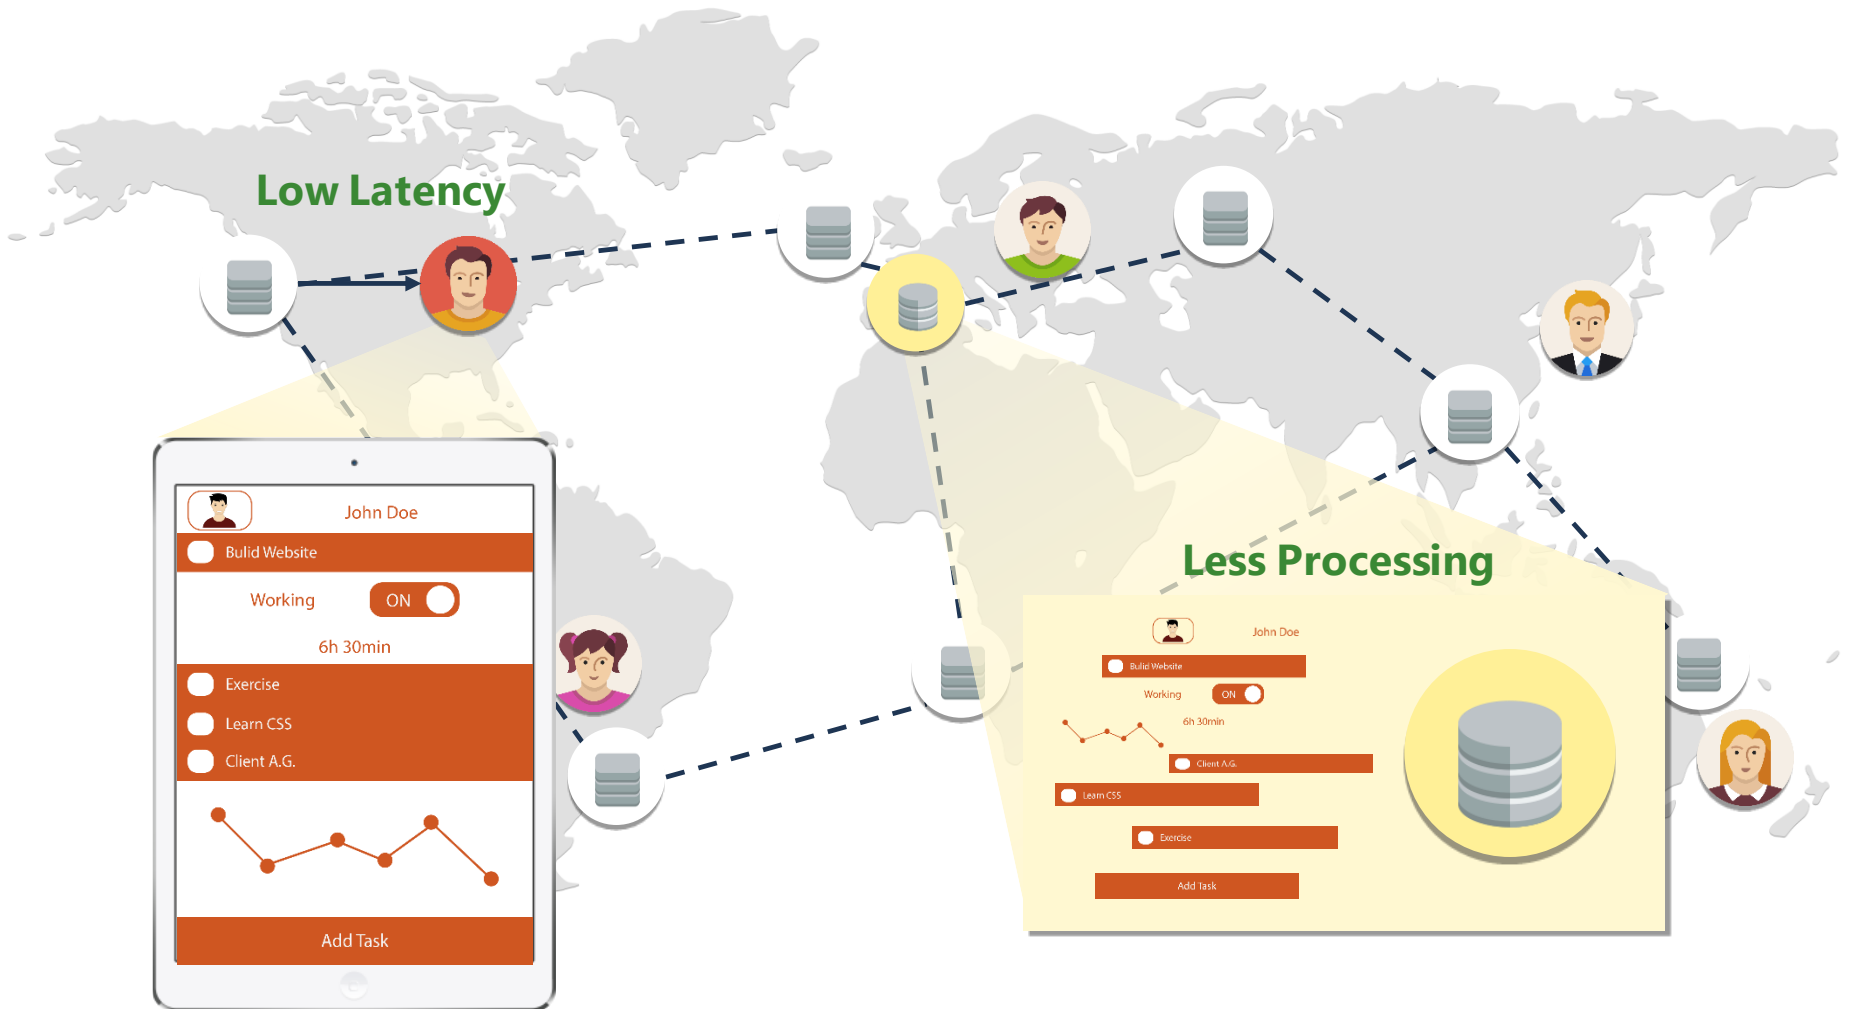 Low Latency
John Doe
Bulid Website
Working
ON
6h 30min
Exercise
Learn CSS
Client A.G.
Add Task
Less Processing
John Doe
Bulid Website
Working
ON
6h 30min
Client A.G.
Learn CSS
Exercise
Add Task